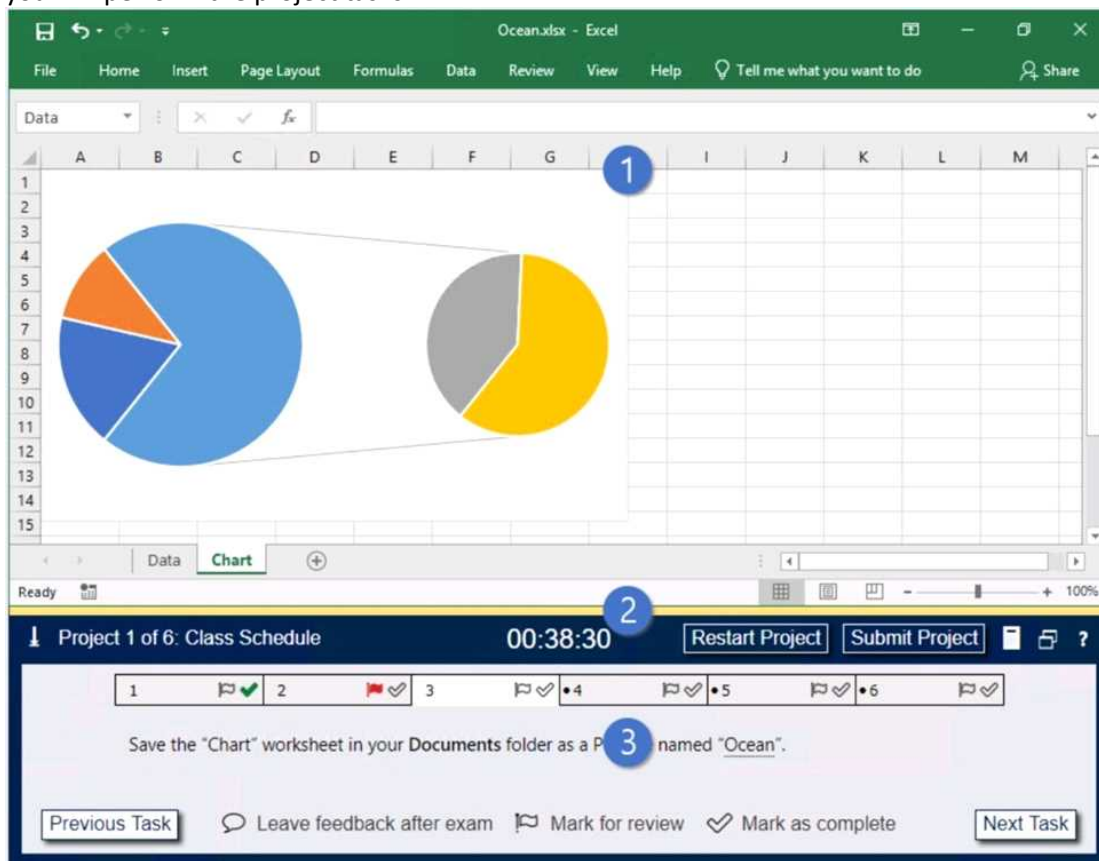 Ocean.xlsx - Excel
File Home Insert Page Layout Formulas Data Review View Help Tell me what you want to do Share
Data fx
A B C D E F G I J K L M
1
1
2
3
4
5
6
7
8
9
10
11
12
13
14
15
Data Chart
Ready 100%
2
Project 1 of 6: Class Schedule 00:38:30 Restart Project Submit Project ?
1 2 3 4 5 6
Save the "Chart" worksheet in your Documents folder as a P 3 named "Ocean".
Previous Task Leave feedback after exam Mark for review Mark as complete Next Task